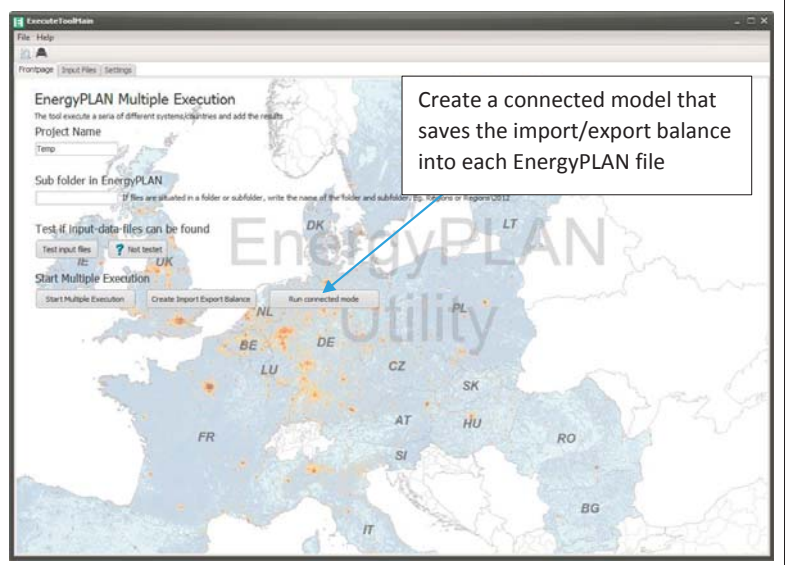 ExecuteToolMain
File Help
Frontpage Input Files Settings
EnergyPLAN Multiple Execution
The tool execute a seria of different systems/countries and add the results
Project Name
Temp
Sub folder in EnergyPLAN
If files are situated in a folder or subfolder, write the name of the folder and subfolder. Eg. Regions or Regions\2012
Test if input-data-files can be found
Test input files ? Not testet
Start Multiple Execution
Start Multiple Execution Create Import Export Balance Run connected mode
Create a connected model that
saves the import/export balance
into each EnergyPLAN file
EnergyPLAN
Utility
DK
LT
IE
UK
NL
PL
BE
DE
LU
CZ
SK
AT
HU
FR
RO
SI
BG
IT